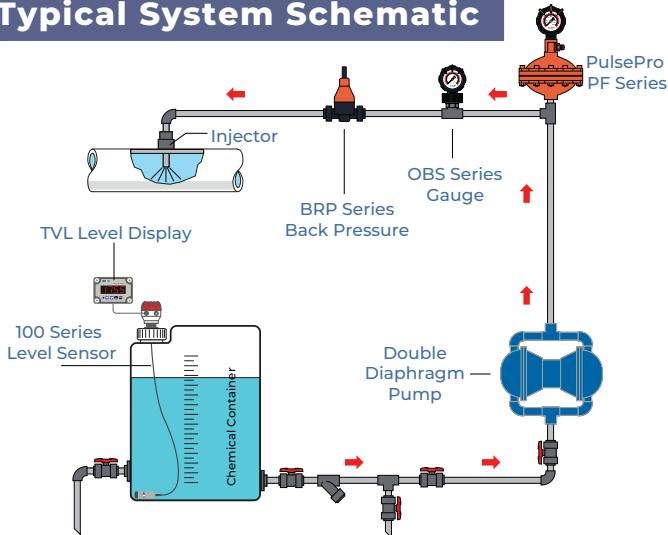 Typical System Schematic
PulsePro
PF Series
Injector
OBS Series
Gauge
BRP Series
Back Pressure
TVL Level Display
100 Series
Level Sensor
Double
Diaphragm
Pump
Chemical Container